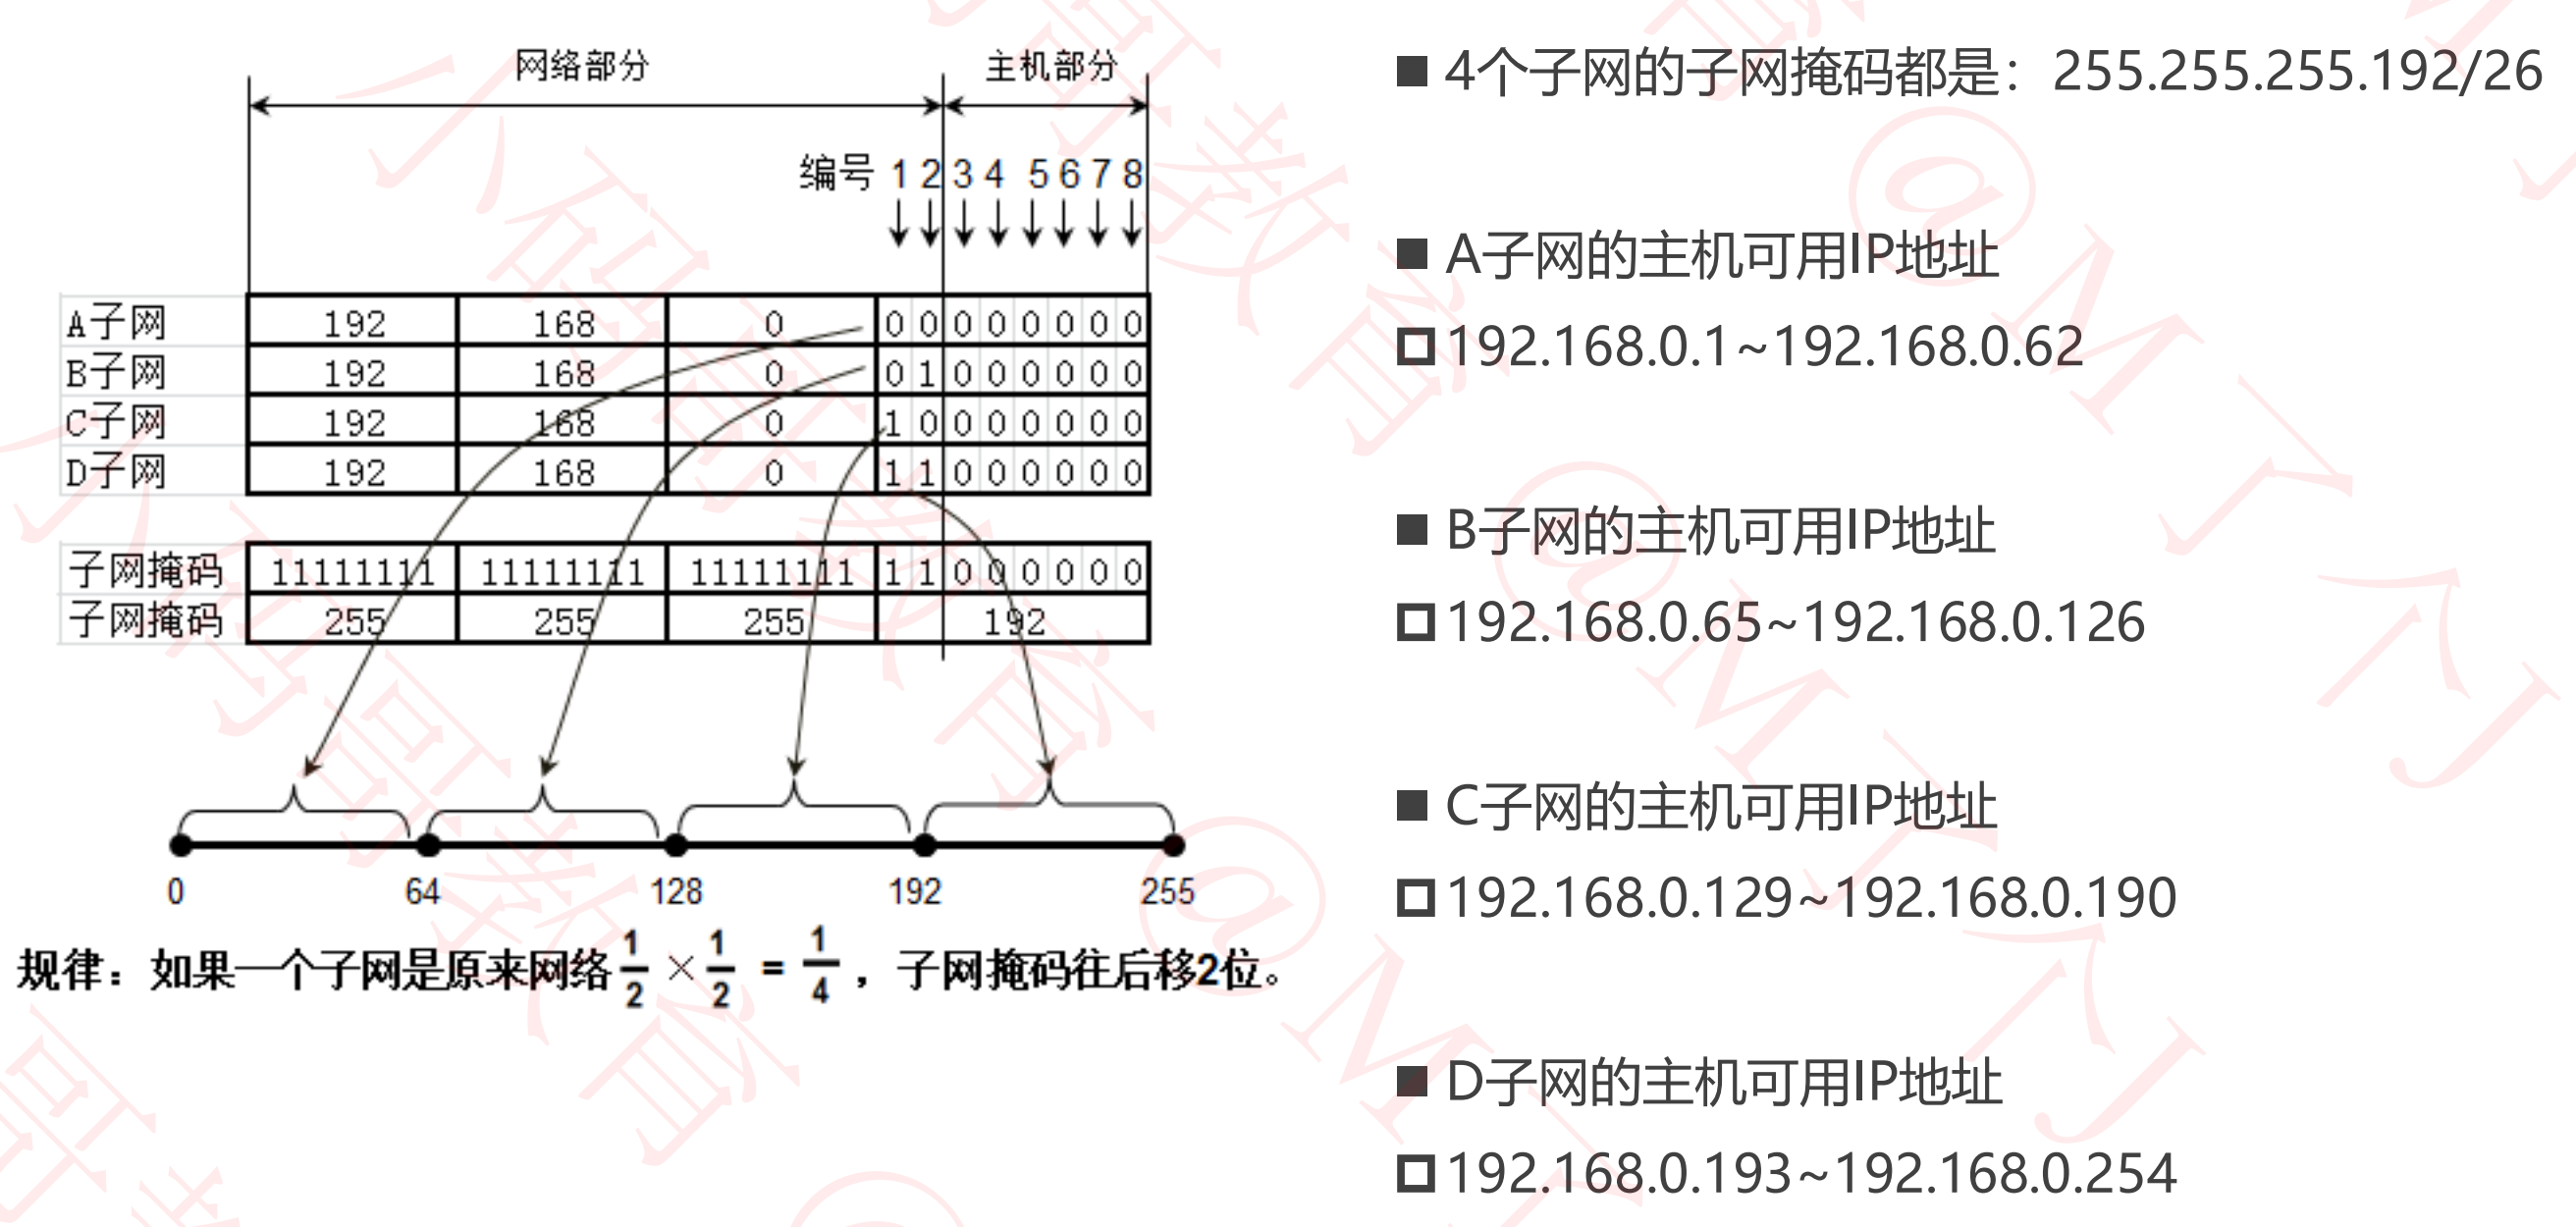 网络部分 主机部分
编号 1 2 3 4 5 6 7 8
A子网 192 168 0 0 0 0 0 0 0 0 0
B子网 192 168 0 0 1 0 0 0 0 0 0
C子网 192 168 0 1 0 0 0 0 0 0 0
D子网 192 168 0 1 1 0 0 0 0 0 0
子网掩码 11111111 11111111 11111111 1 1 0 0 0 0 0 0
子网掩码 255 255 255 192
0 64 128 192 255
规律：如果一个子网是原来网络 1/2 × 1/2 = 1/4 ，子网掩码往后移2位。
■ 4个子网的子网掩码都是：255.255.255.192/26
■ A子网的主机可用IP地址
192.168.0.1~192.168.0.62
■ B子网的主机可用IP地址
192.168.0.65~192.168.0.126
■ C子网的主机可用IP地址
192.168.0.129~192.168.0.190
■ D子网的主机可用IP地址
192.168.0.193~192.168.0.254
小码哥教育 @M了个J